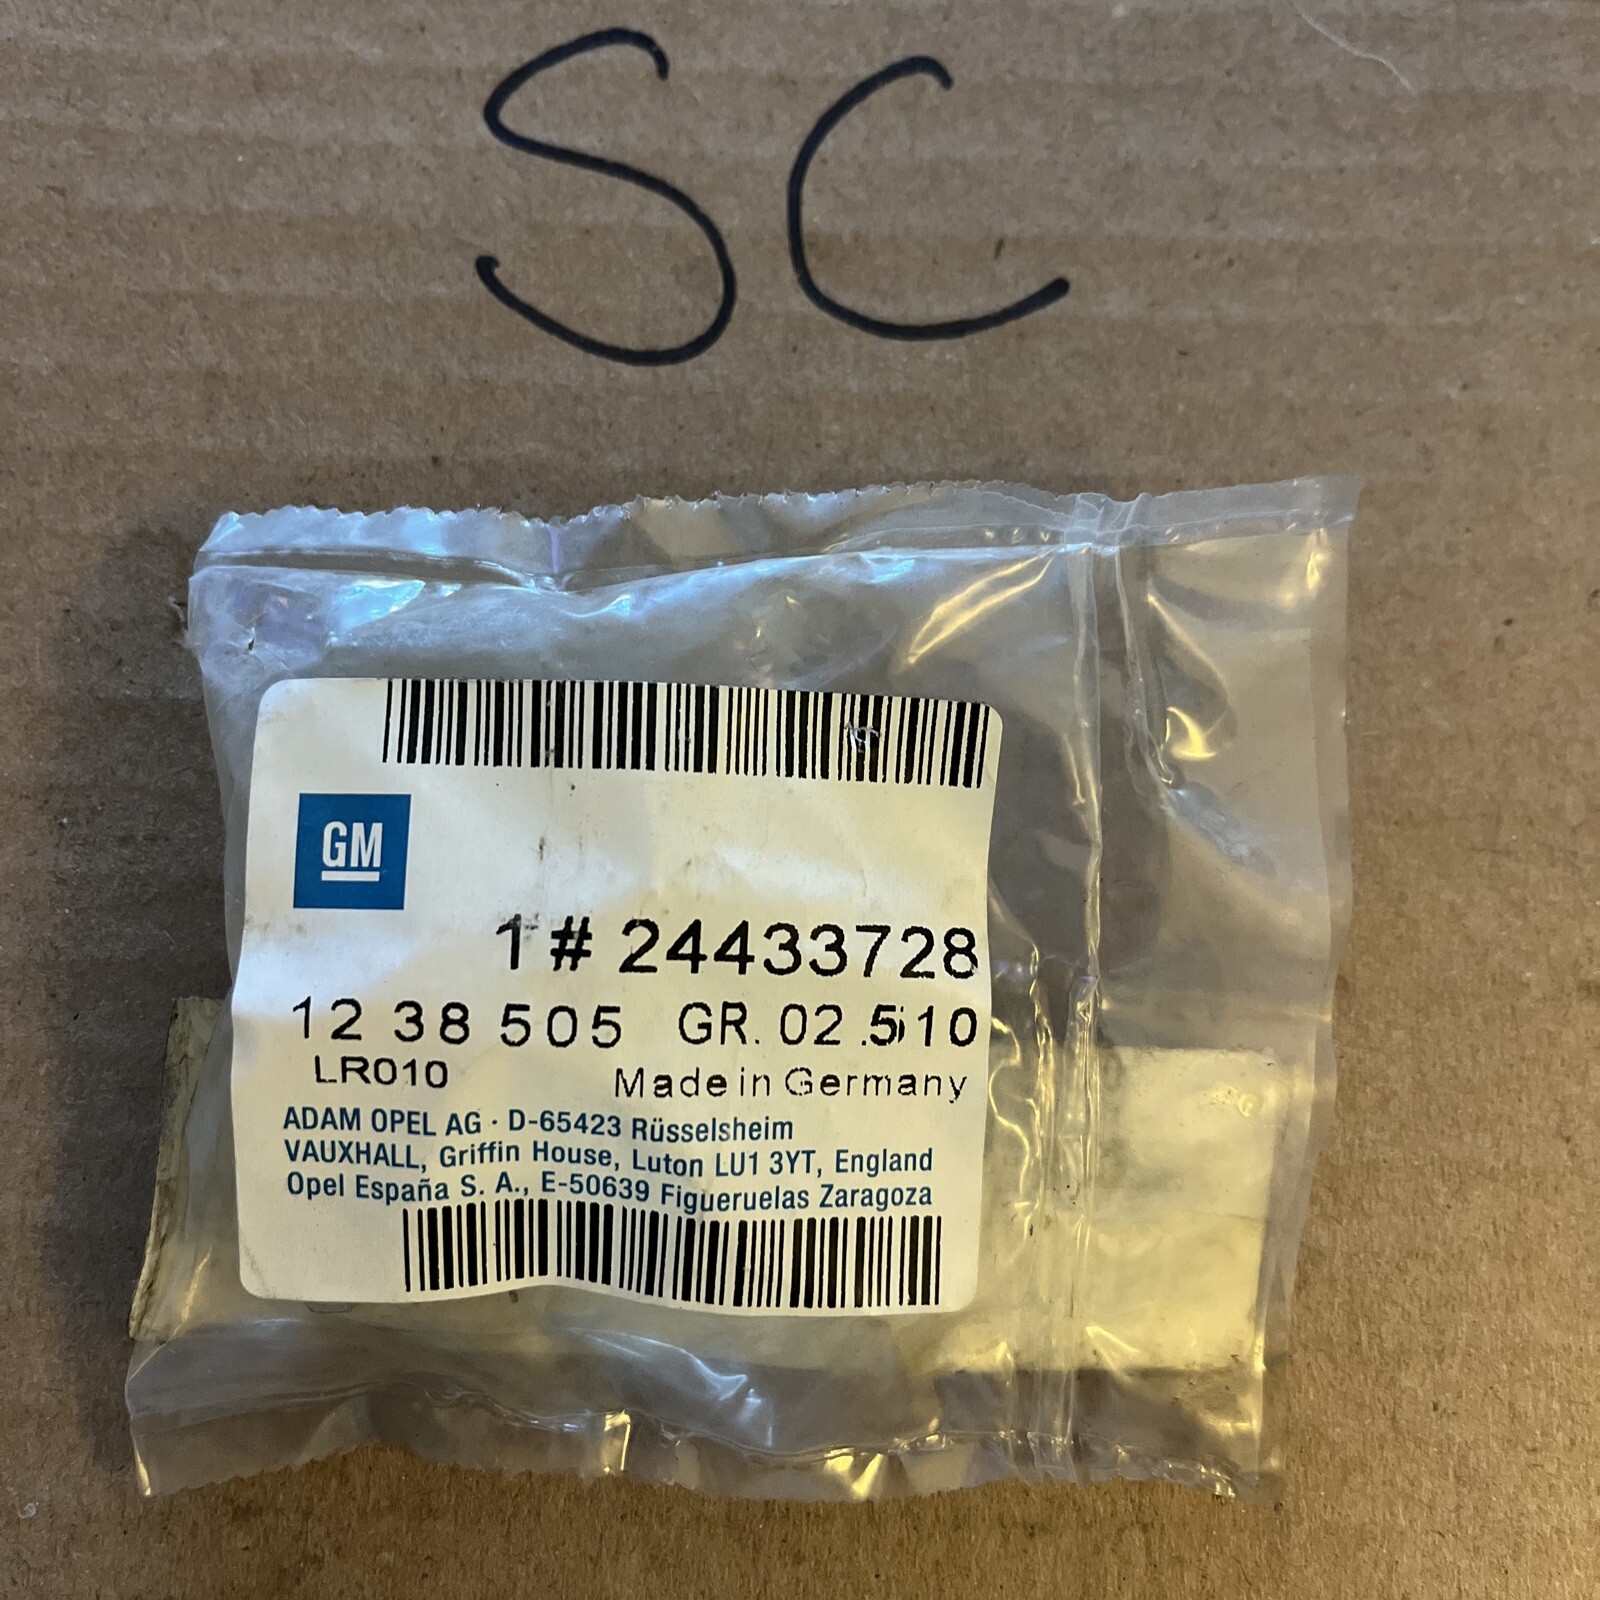 SC
GM
1 # 24433728
12 38 505 GR. 02.510
LR010 Made in Germany
ADAM OPEL AG · D-65423 Rüsselsheim
VAUXHALL, Griffin House, Luton LU1 3YT, England
Opel España S. A., E-50639 Figueruelas Zaragoza